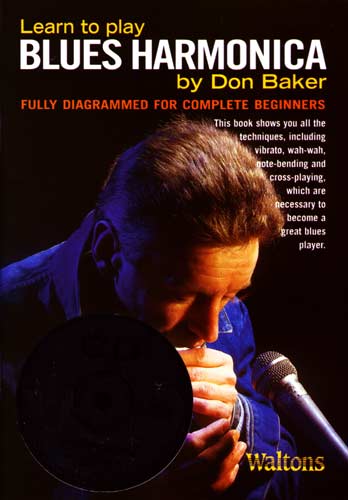 Learn to play
BLUES HARMONICA
by Don Baker
FULLY DIAGRAMMED FOR COMPLETE BEGINNERS
This book shows you all the
techniques, including
vibrato, wah-wah,
note-bending and
cross-playing,
which are
necessary to
become a
great blues
player.
Waltons